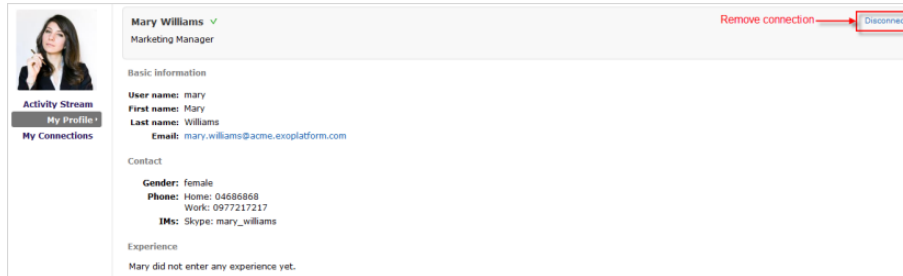 Mary Williams
Marketing Manager
Remove connection
Disconnec
Activity Stream
My Profile
My Connections
Basic information
User name: mary
First name: Mary
Last name: Williams
Email: mary.williams@acme.exoplatform.com
Contact
Gender: female
Phone: Home: 04686868
Work: 0977217217
IMs: Skype: mary_williams
Experience
Mary did not enter any experience yet.